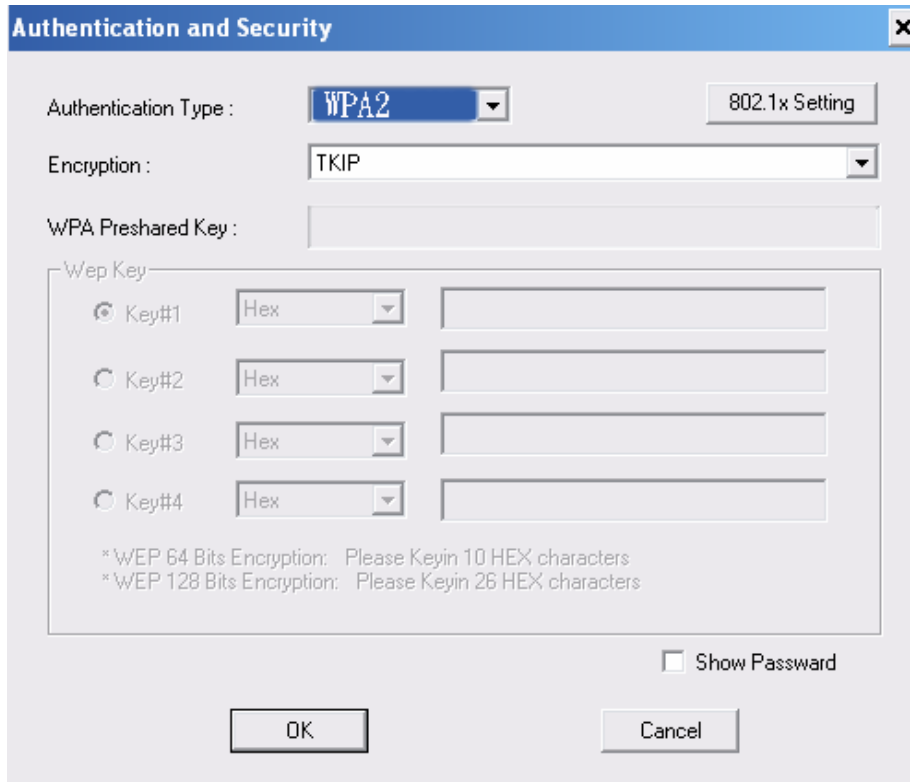 Authentication and Security
Authentication Type : WPA2 802.1x Setting
Encryption : TKIP
WPA Preshared Key :
Wep Key
Key#1 Hex
Key#2 Hex
Key#3 Hex
Key#4 Hex
* WEP 64 Bits Encryption: Please Keyin 10 HEX characters
* WEP 128 Bits Encryption: Please Keyin 26 HEX characters
Show Passward
OK Cancel